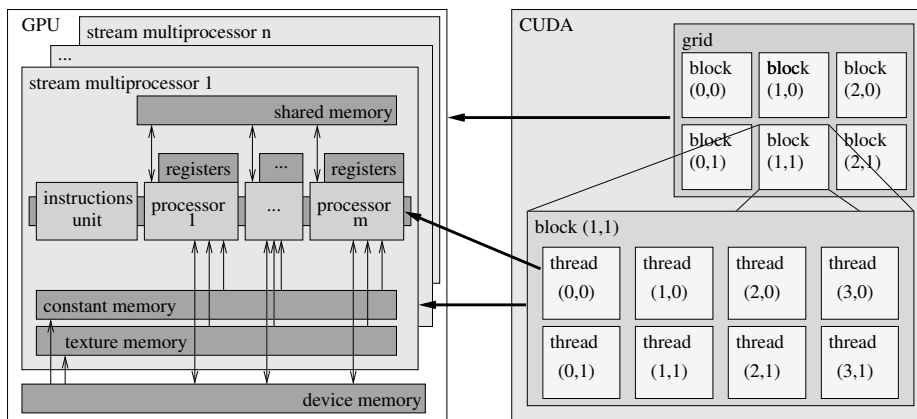 GPU
stream multiprocessor n
...
stream multiprocessor 1
shared memory
registers
...
registers
instructions
unit
processor
1
...
processor
m
constant memory
texture memory
device memory
CUDA
grid
block
(0,0)
block
(1,0)
block
(2,0)
block
(0,1)
block
(1,1)
block
(2,1)
block (1,1)
thread
(0,0)
thread
(1,0)
thread
(2,0)
thread
(3,0)
thread
(0,1)
thread
(1,1)
thread
(2,1)
thread
(3,1)